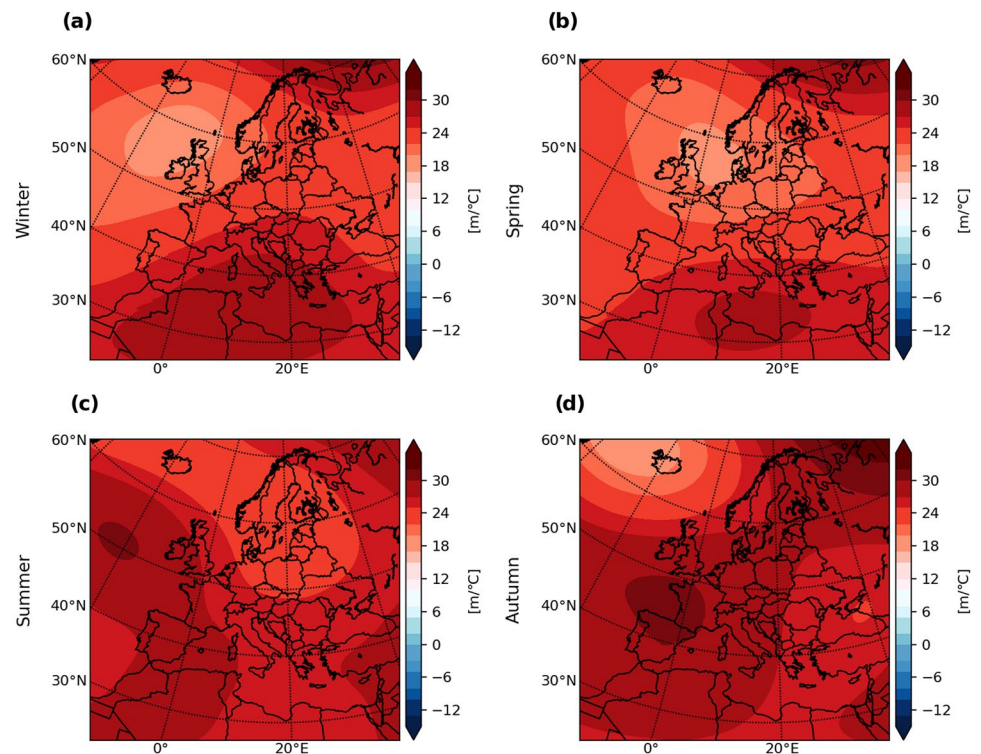 (a)
Winter
60°N
50°N
40°N
30°N
0°
20°E
30
24
18
12
6
0
−6
−12
[m/°C]
(b)
Spring
60°N
50°N
40°N
30°N
0°
20°E
30
24
18
12
6
0
−6
−12
[m/°C]
(c)
Summer
60°N
50°N
40°N
30°N
0°
20°E
30
24
18
12
6
0
−6
−12
[m/°C]
(d)
Autumn
60°N
50°N
40°N
30°N
0°
20°E
30
24
18
12
6
0
−6
−12
[m/°C]